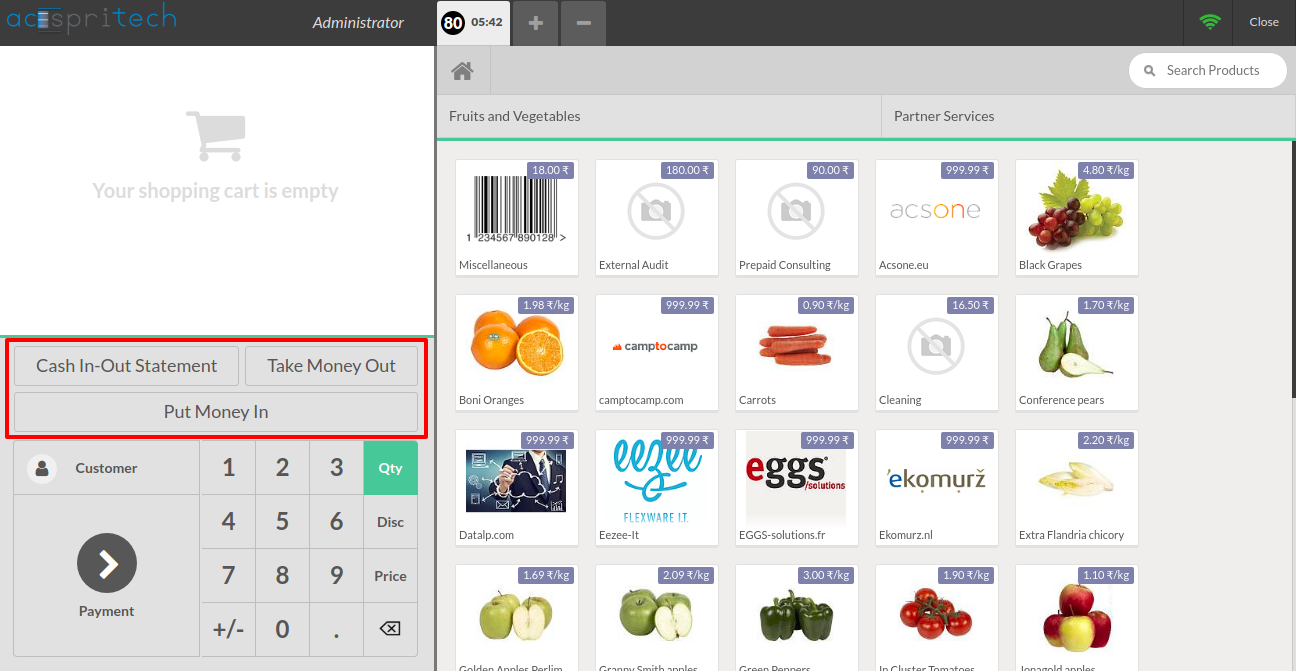 acespritech
Administrator
80 05:42 + −
Close
Search Products
Your shopping cart is empty
Fruits and Vegetables
Partner Services
18.00 ₹
1 234567 890128 >
Miscellaneous
180.00 ₹
External Audit
90.00 ₹
Prepaid Consulting
999.99 ₹
acsone
Acsone.eu
4.80 ₹/kg
Black Grapes
1.98 ₹/kg
Boni Oranges
999.99 ₹
camptocamp
camptocamp.com
0.90 ₹/kg
Carrots
16.50 ₹
Cleaning
1.70 ₹/kg
Conference pears
999.99 ₹
Datalp.com
999.99 ₹
eezee
FLEXWARE I.T.
Eezee-It
999.99 ₹
eggs
/solutions
EGGS-solutions.fr
999.99 ₹
'ekomurž
Ekomurz.nl
2.20 ₹/kg
Extra Flandria chicory
1.69 ₹/kg
Golden Apples Perlim
2.09 ₹/kg
Granny Smith apples
3.00 ₹/kg
Green Peppers
1.90 ₹/kg
In Cluster Tomatoes
1.10 ₹/kg
Jonagold apples
Cash In-Out Statement
Take Money Out
Put Money In
Customer
1 2 3 Qty
4 5 6 Disc
7 8 9 Price
+/- 0 .
Payment